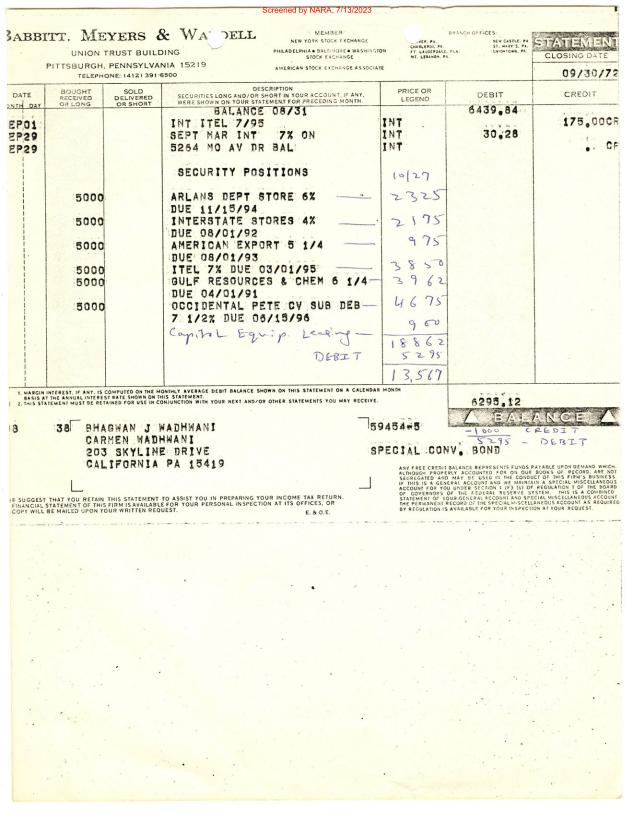 Screened by NARA, 7/13/2023
BABBITT, MEYERS & WADDELL
UNION TRUST BUILDING
PITTSBURGH, PENNSYLVANIA 15219
TELEPHONE: (412) 391-6500
MEMBER
NEW YORK STOCK EXCHANGE
PHILADELPHIA • BALTIMORE • WASHINGTON
STOCK EXCHANGE
AMERICAN STOCK EXCHANGE ASSOCIATE
BRANCH OFFICES:
PA. NEW CASTLE, PA.
CHARLEROI, PA. ST. MARY'S, PA.
FT. LAUDERDALE, FLA. UNIONTOWN, PA.
MT. LEBANON, PA.
STATEMENT
CLOSING DATE
09/30/72
DATE BOUGHT RECEIVED OR LONG SOLD DELIVERED OR SHORT DESCRIPTION PRICE OR LEGEND DEBIT CREDIT
SECURITIES LONG AND/OR SHORT IN YOUR ACCOUNT, IF ANY,
WERE SHOWN ON YOUR STATEMENT FOR PRECEDING MONTH.
ONTH DAY
BALANCE 08/31 6439.84
EP01 INT ITEL 7/95 INT 175.00CR
EP29 SEPT MAR INT 7% ON INT 30.28
EP29 5264 MO AV DR BAL INT . CR
SECURITY POSITIONS 10/27
5000 ARLANS DEPT STORE 6% — 2325
DUE 11/15/94
5000 INTERSTATE STORES 4% — 2175
DUE 08/01/92
5000 AMERICAN EXPORT 5 1/4 — 975
DUE 08/01/93
5000 ITEL 7% DUE 03/01/95 — 3850
5000 GULF RESOURCES & CHEM 6 1/4 — 3962
DUE 04/01/91
5000 OCCIDENTAL PETE CV SUB DEB — 4675
7 1/2% DUE 06/15/96
Capitol Equip. Leasing — 900
18862
DEBIT 5295
13,567
1. MARGIN INTEREST, IF ANY, IS COMPUTED ON THE MONTHLY AVERAGE DEBIT BALANCE SHOWN ON THIS STATEMENT ON A CALENDAR MONTH
BASIS AT THE ANNUAL INTEREST RATE SHOWN ON THIS STATEMENT.
2. THIS STATEMENT MUST BE RETAINED FOR USE IN CONJUNCTION WITH YOUR NEXT AND/OR OTHER STATEMENTS YOU MAY RECEIVE.
6295.12
BALANCE
-1000 CREDIT
5295 - DEBIT
8 38 BHAGWAN J WADHWANI 59454-5
CARMEN WADHWANI
203 SKYLINE DRIVE SPECIAL CONV. BOND
CALIFORNIA PA 15419
ANY FREE CREDIT BALANCE REPRESENTS FUNDS PAYABLE UPON DEMAND WHICH,
ALTHOUGH PROPERLY ACCOUNTED FOR ON OUR BOOKS OF RECORD, ARE NOT
SEGREGATED AND MAY BE USED IN THE CONDUCT OF THIS FIRM'S BUSINESS.
IF THIS IS A GENERAL ACCOUNT AND WE MAINTAIN A SPECIAL MISCELLANEOUS
ACCOUNT FOR YOU UNDER SECTION 4 (F) (6) OF REGULATION T OF THE BOARD
OF GOVERNORS OF THE FEDERAL RESERVE SYSTEM, THIS IS A COMBINED
STATEMENT OF YOUR GENERAL ACCOUNT AND SPECIAL MISCELLANEOUS ACCOUNT
THE PERMANENT RECORD OF THE SPECIAL MISCELLANEOUS ACCOUNT AS REQUIRED
BY REGULATION IS AVAILABLE FOR YOUR INSPECTION AT YOUR REQUEST.
SUGGEST THAT YOU RETAIN THIS STATEMENT TO ASSIST YOU IN PREPARING YOUR INCOME TAX RETURN.
FINANCIAL STATEMENT OF THIS FIRM IS AVAILABLE FOR YOUR PERSONAL INSPECTION AT ITS OFFICES, OR
COPY WILL BE MAILED UPON YOUR WRITTEN REQUEST. E. & O.E.